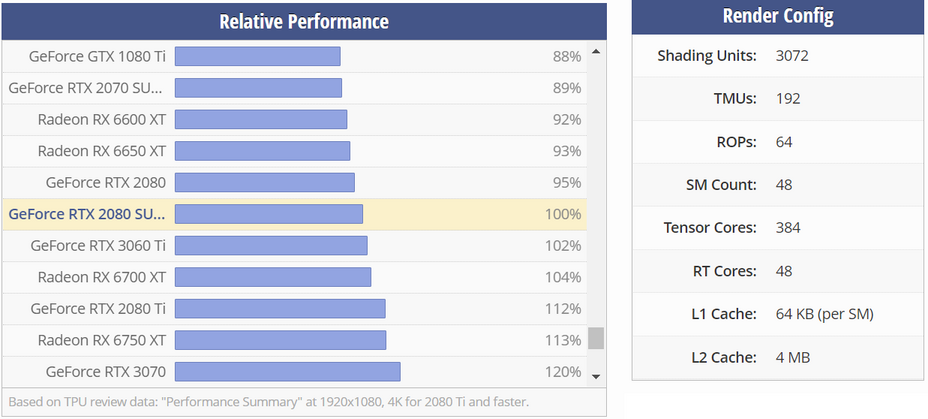 Relative Performance
GeForce GTX 1080 Ti 88%
GeForce RTX 2070 SU... 89%
Radeon RX 6600 XT 92%
Radeon RX 6650 XT 93%
GeForce RTX 2080 95%
GeForce RTX 2080 SU... 100%
GeForce RTX 3060 Ti 102%
Radeon RX 6700 XT 104%
GeForce RTX 2080 Ti 112%
Radeon RX 6750 XT 113%
GeForce RTX 3070 120%
Based on TPU review data: "Performance Summary" at 1920x1080, 4K for 2080 Ti and faster.
Render Config
Shading Units: 3072
TMUs: 192
ROPs: 64
SM Count: 48
Tensor Cores: 384
RT Cores: 48
L1 Cache: 64 KB (per SM)
L2 Cache: 4 MB